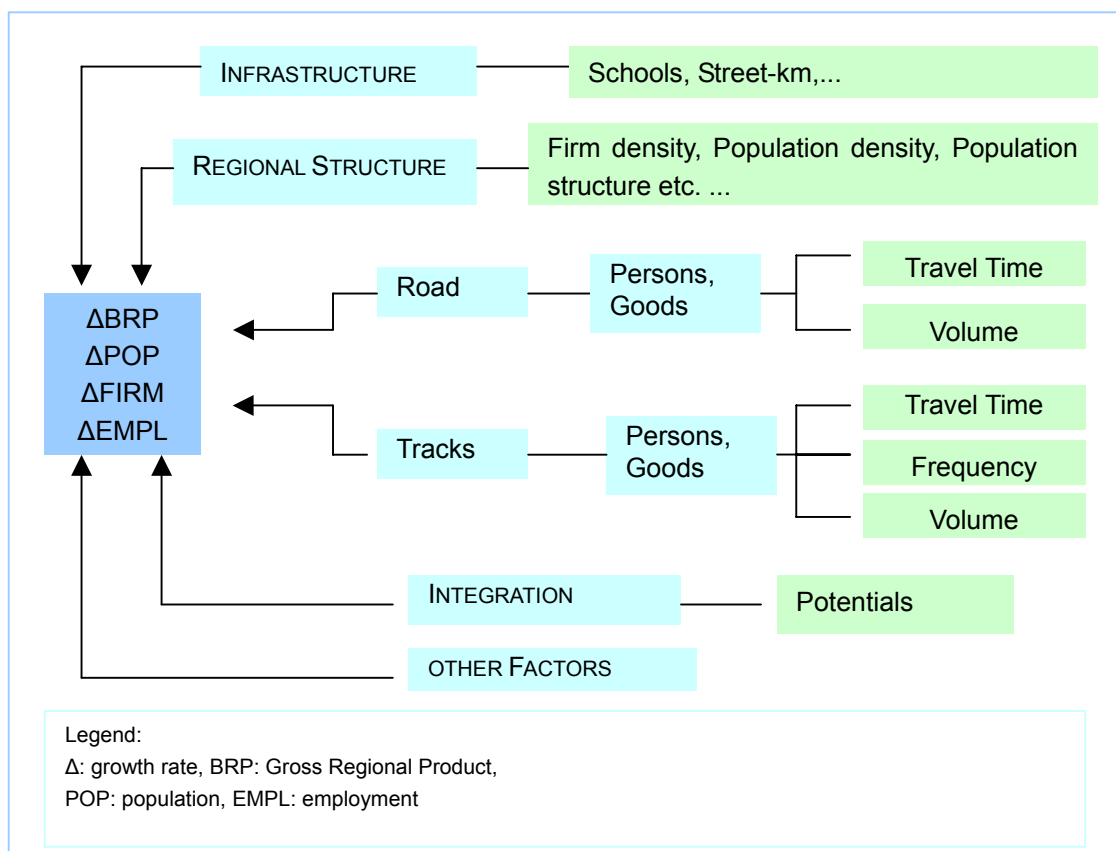 INFRASTRUCTURE
Schools, Street-km,...
REGIONAL STRUCTURE
Firm density, Population density, Population
structure etc. ...
Road
Persons,
Goods
Travel Time
Volume
ΔBRP
ΔPOP
ΔFIRM
ΔEMPL
Tracks
Persons,
Goods
Travel Time
Frequency
Volume
INTEGRATION
Potentials
OTHER FACTORS
Legend:
Δ: growth rate, BRP: Gross Regional Product,
POP: population, EMPL: employment